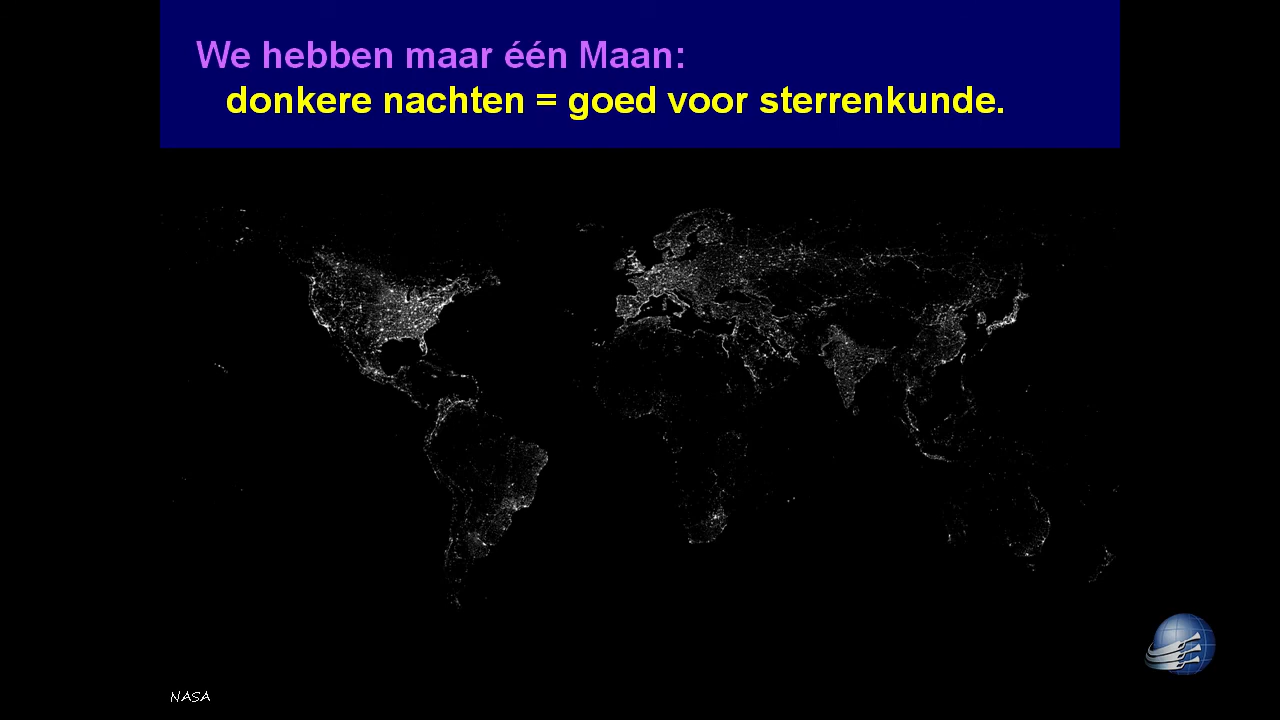 We hebben maar één Maan:
donkere nachten = goed voor sterrenkunde.
NASA